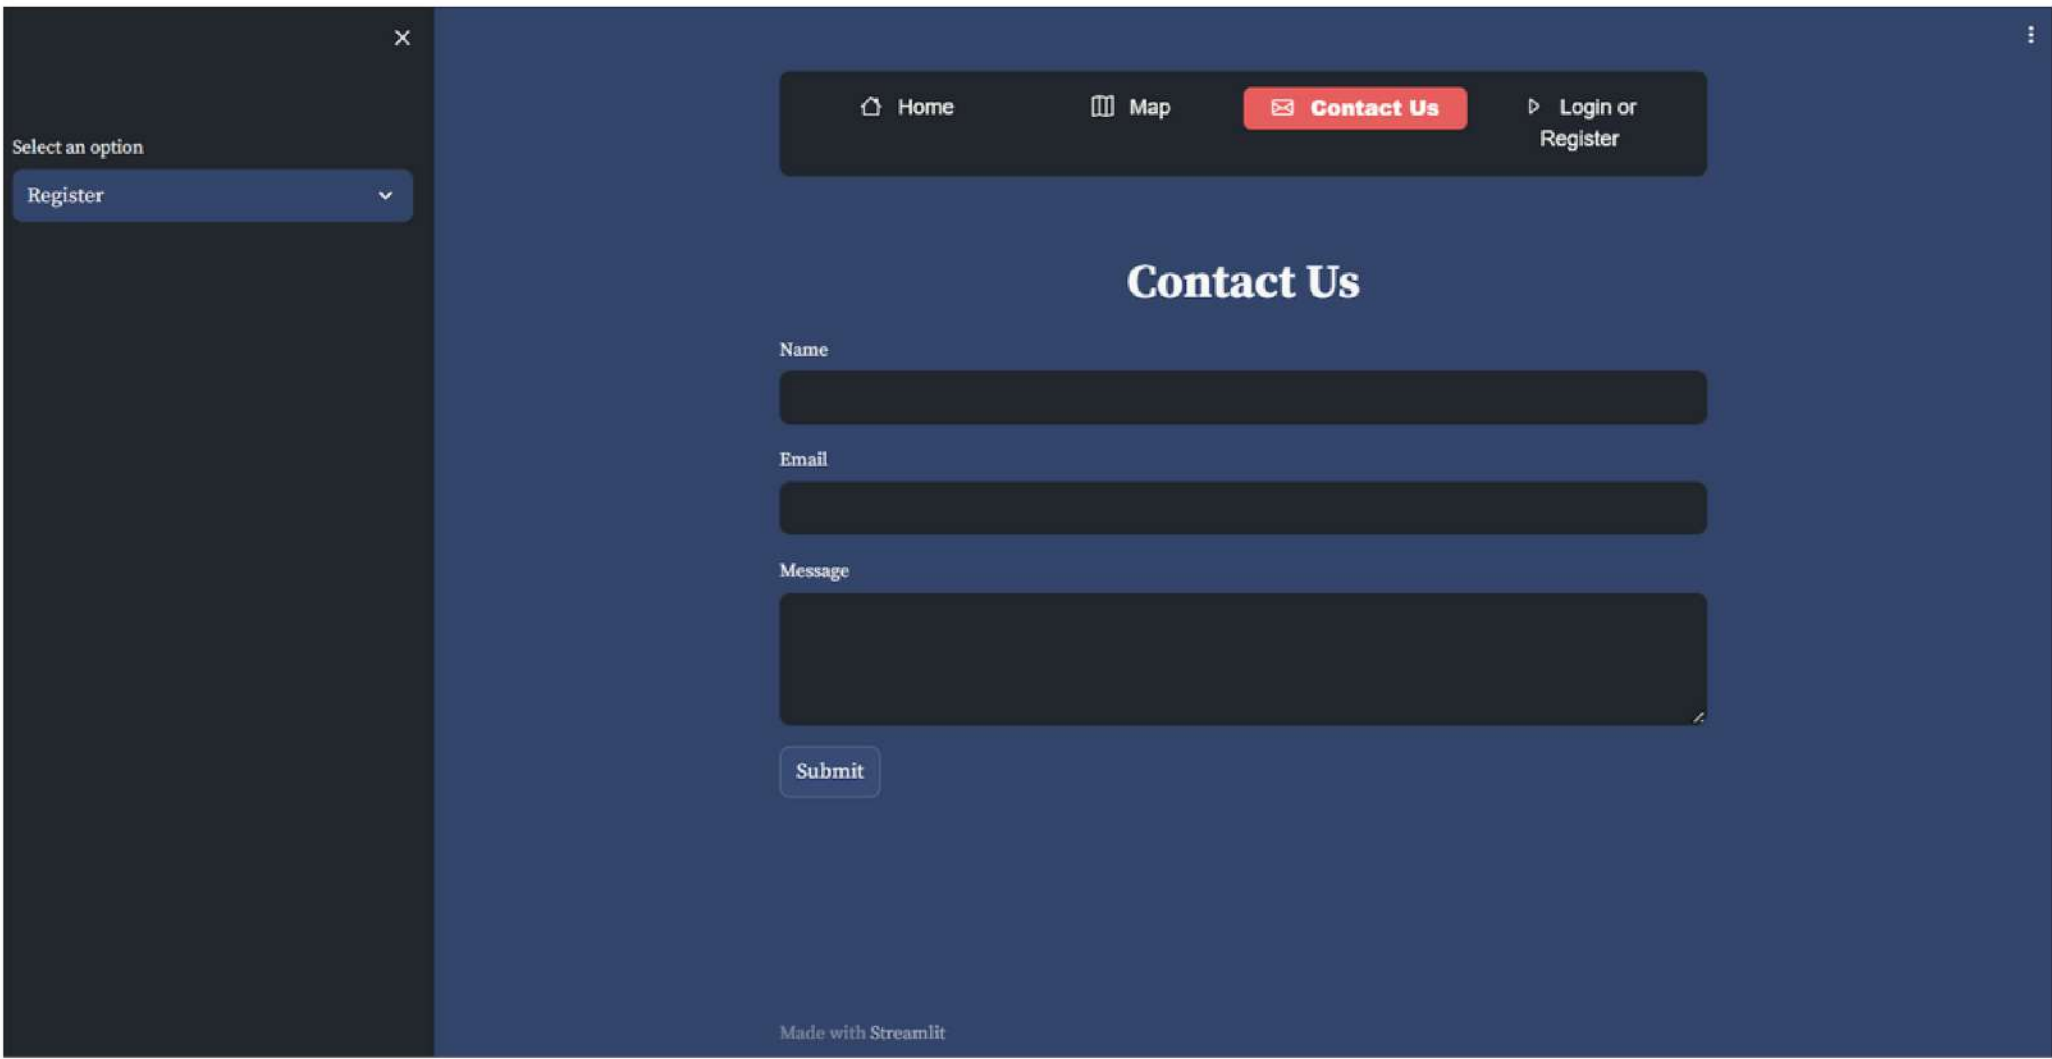 Select an option
Register
Home
Map
Contact Us
Login or
Register
Contact Us
Name
Email
Message
Submit
Made with Streamlit